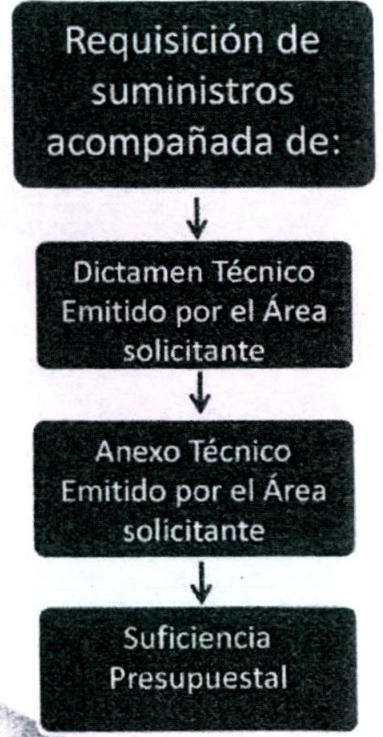 Requisición de
suministros
acompañada de:
Dictamen Técnico
Emitido por el Área
solicitante
Anexo Técnico
Emitido por el Área
solicitante
Suficiencia
Presupuestal